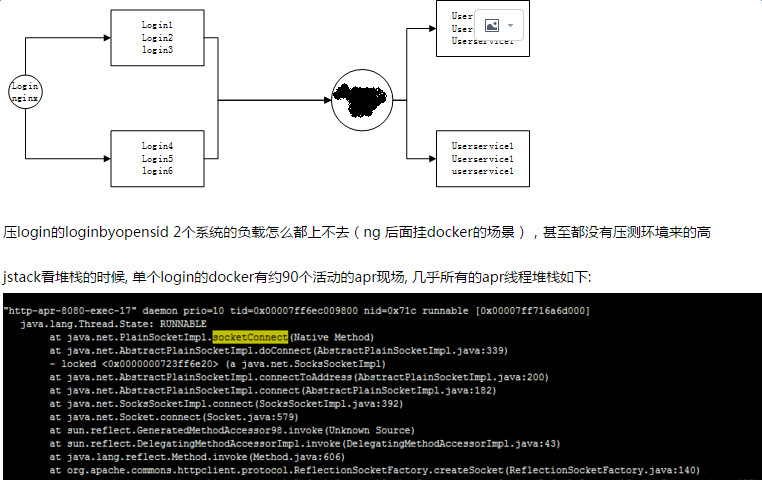 Login1
Login2
login3
Login
nginx
Login4
Login5
login6
User
User
Userservice1
Userservice1
Userservice1
userservice1
压login的loginbyopensid 2个系统的负载怎么都上不去（ng 后面挂docker的场景），甚至都没有压测环境来的高
jstack看堆栈的时候, 单个login的docker有约90个活动的apr现场, 几乎所有的apr线程堆栈如下:
"http-apr-8080-exec-17" daemon prio=10 tid=0x00007ff6ec009800 nid=0x71c runnable [0x00007ff716a6d000]
java.lang.Thread.State: RUNNABLE
at java.net.PlainSocketImpl.socketConnect(Native Method)
at java.net.AbstractPlainSocketImpl.doConnect(AbstractPlainSocketImpl.java:339)
- locked <0x0000000723ff6e20> (a java.net.SocksSocketImpl)
at java.net.AbstractPlainSocketImpl.connectToAddress(AbstractPlainSocketImpl.java:200)
at java.net.AbstractPlainSocketImpl.connect(AbstractPlainSocketImpl.java:182)
at java.net.SocksSocketImpl.connect(SocksSocketImpl.java:392)
at java.net.Socket.connect(Socket.java:579)
at sun.reflect.GeneratedMethodAccessor98.invoke(Unknown Source)
at sun.reflect.DelegatingMethodAccessorImpl.invoke(DelegatingMethodAccessorImpl.java:43)
at java.lang.reflect.Method.invoke(Method.java:606)
at org.apache.commons.httpclient.protocol.ReflectionSocketFactory.createSocket(ReflectionSocketFactory.java:140)